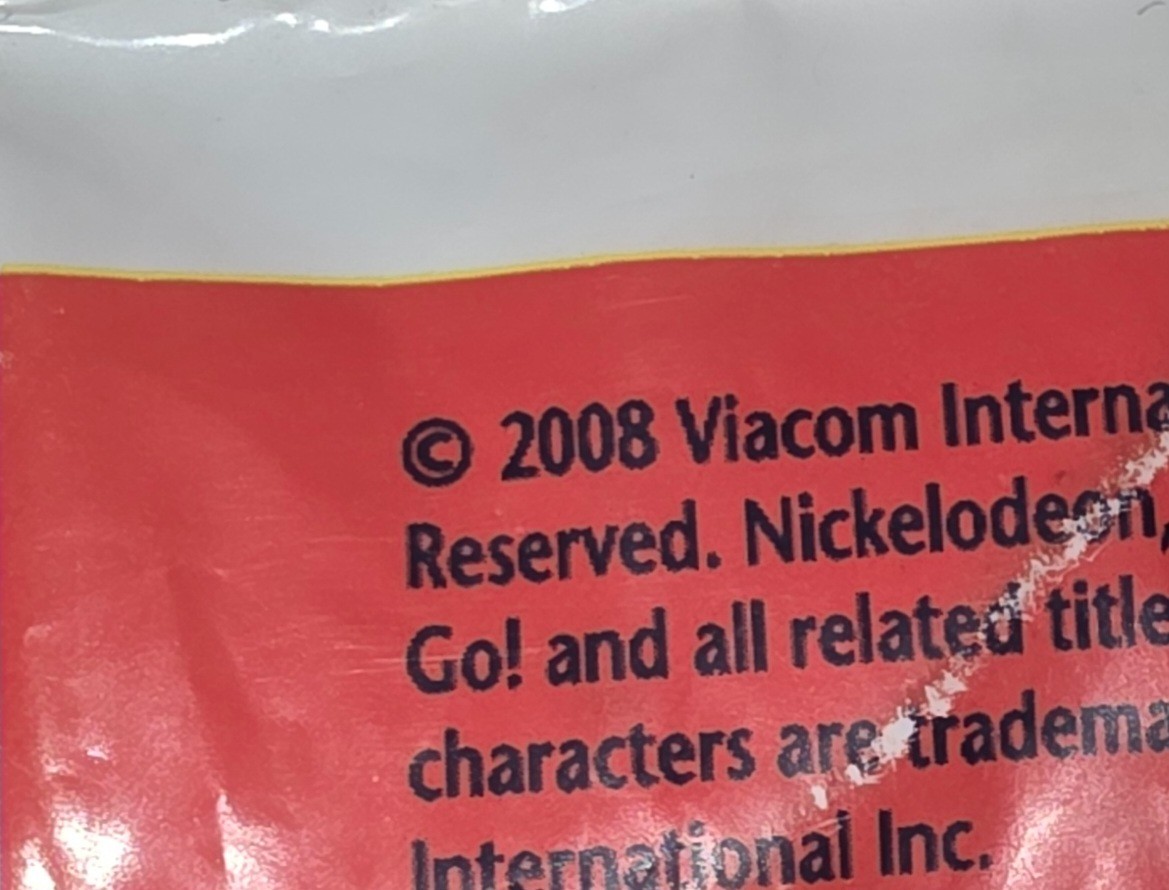 © 2008 Viacom Interna
Reserved. Nickelodeon,
Go! and all related title
characters are tradema
International Inc.